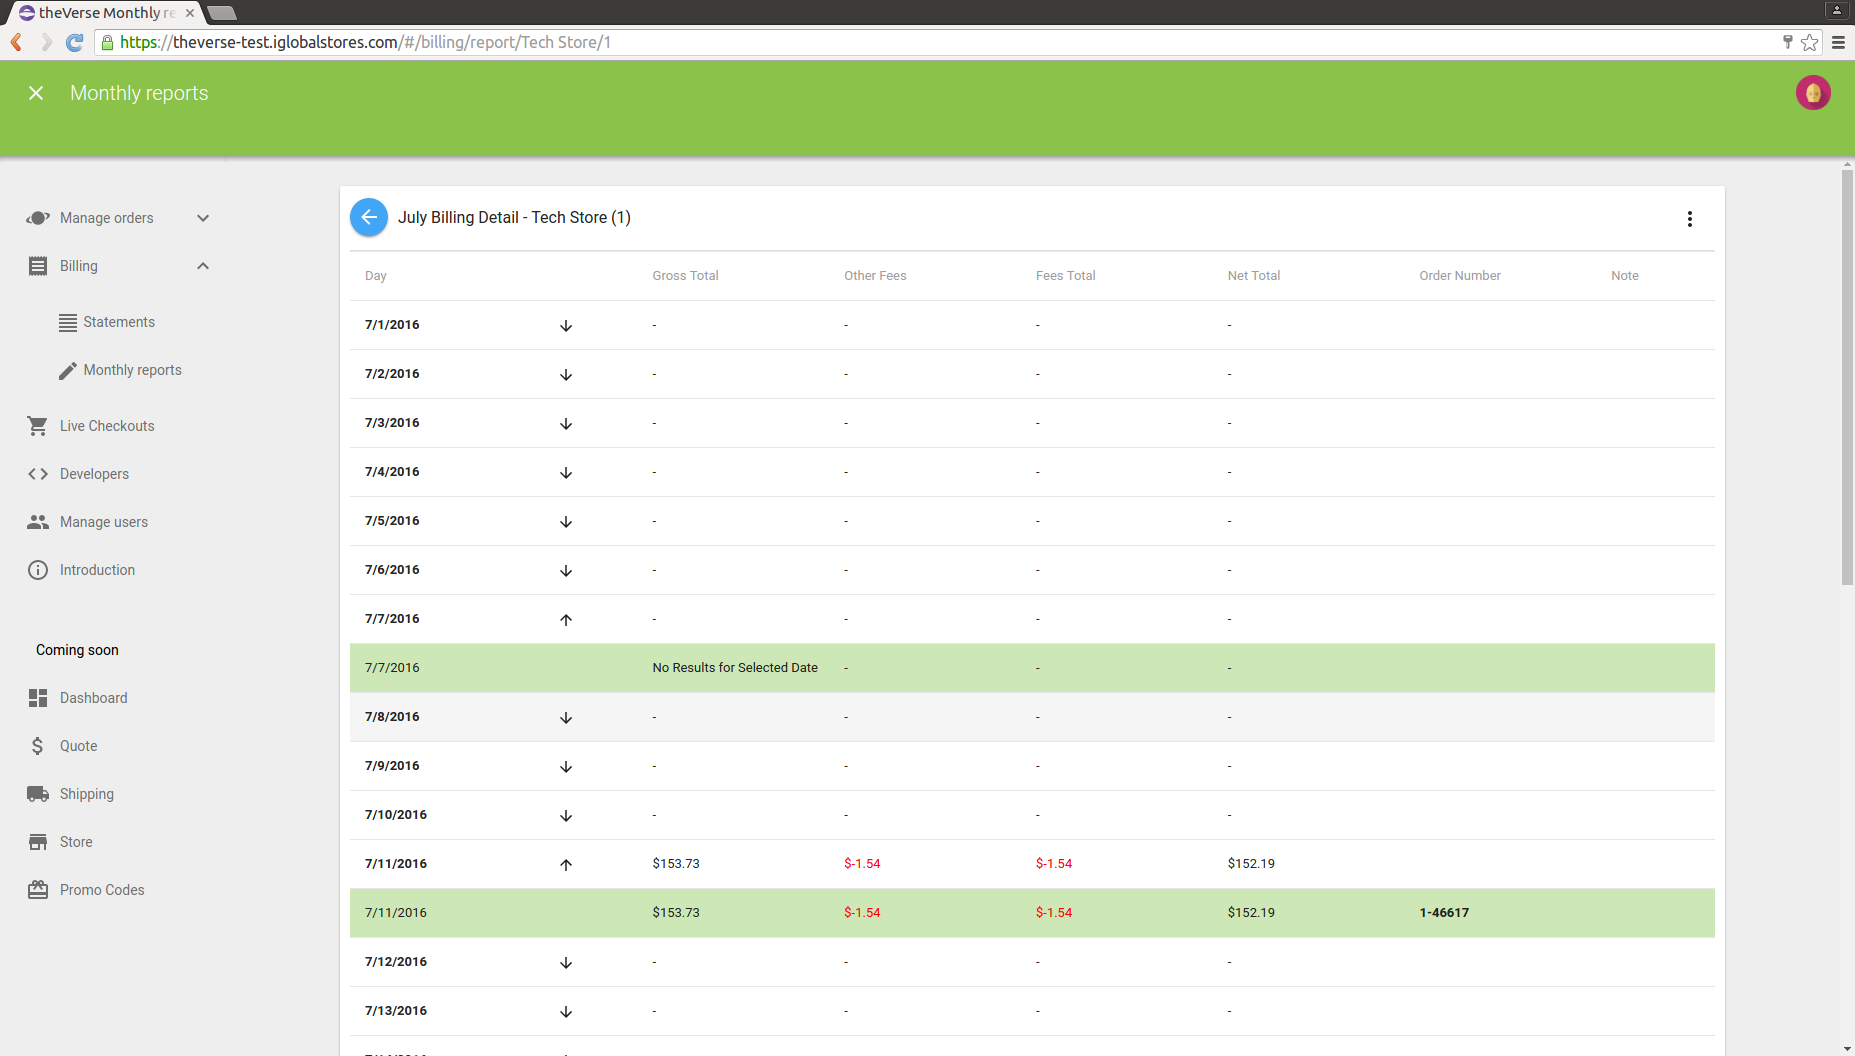 theVerse Monthly re
https://theverse-test.iglobalstores.com/#/billing/report/Tech Store/1
Monthly reports
Manage orders
Billing
Statements
Monthly reports
Live Checkouts
Developers
Manage users
Introduction
Coming soon
Dashboard
Quote
Shipping
Store
Promo Codes
July Billing Detail - Tech Store (1)
Day Gross Total Other Fees Fees Total Net Total Order Number Note
7/1/2016 - - - -
7/2/2016 - - - -
7/3/2016 - - - -
7/4/2016 - - - -
7/5/2016 - - - -
7/6/2016 - - - -
7/7/2016 - - - -
7/7/2016 No Results for Selected Date - - -
7/8/2016 - - - -
7/9/2016 - - - -
7/10/2016 - - - -
7/11/2016 $153.73 $-1.54 $-1.54 $152.19
7/11/2016 $153.73 $-1.54 $-1.54 $152.19 1-46617
7/12/2016 - - - -
7/13/2016 - - - -